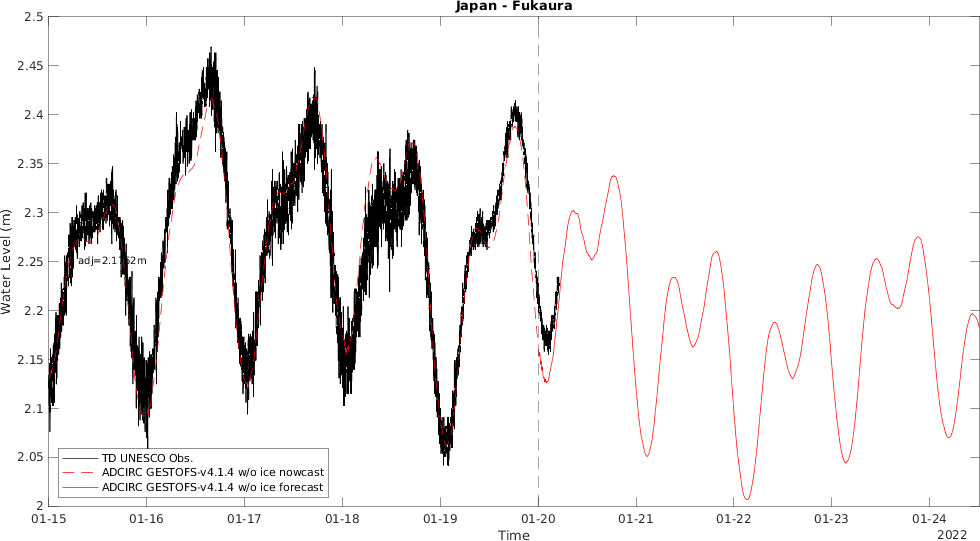 Japan - Fukaura
2.5
2.45
2.4
2.35
2.3
2.25
2.2
2.15
2.1
2.05
2
Water Level (m)
TD UNESCO Obs.
ADCIRC GESTOFS-v4.1.4 w/o ice nowcast
ADCIRC GESTOFS-v4.1.4 w/o ice forecast
01-15 01-16 01-17 01-18 01-19 01-20 01-21 01-22 01-23 01-24
Time
2022